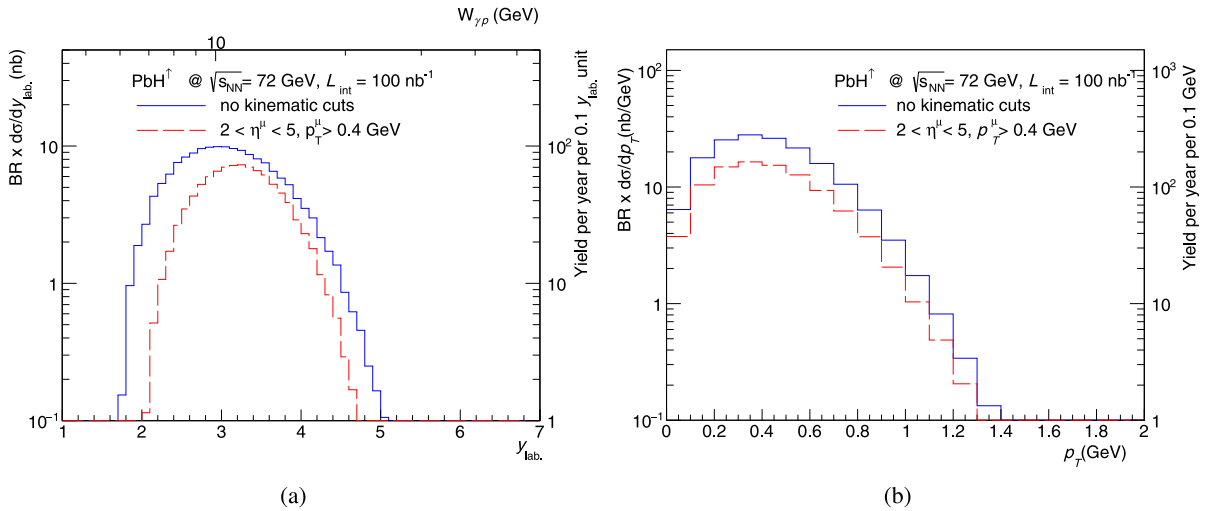 W_γp (GeV)
10
PbH↑ @ √s_NN = 72 GeV, L_int = 100 nb⁻¹
no kinematic cuts
2 < η^μ < 5, p_T^μ > 0.4 GeV
BR x dσ/dy_lab. (nb)
Yield per year per 0.1 y_lab. unit
10² 10
10 10²
1 10
10⁻¹ 1
1 2 3 4 5 6 7
y_lab.
(a)
PbH↑ @ √s_NN = 72 GeV, L_int = 100 nb⁻¹
no kinematic cuts
2 < η^μ < 5, p_T^μ > 0.4 GeV
BR x dσ/dp_T (nb/GeV)
Yield per year per 0.1 GeV
10² 10³
10 10²
1 10
10⁻¹ 1
0 0.2 0.4 0.6 0.8 1 1.2 1.4 1.6 1.8 2
p_T (GeV)
(b)